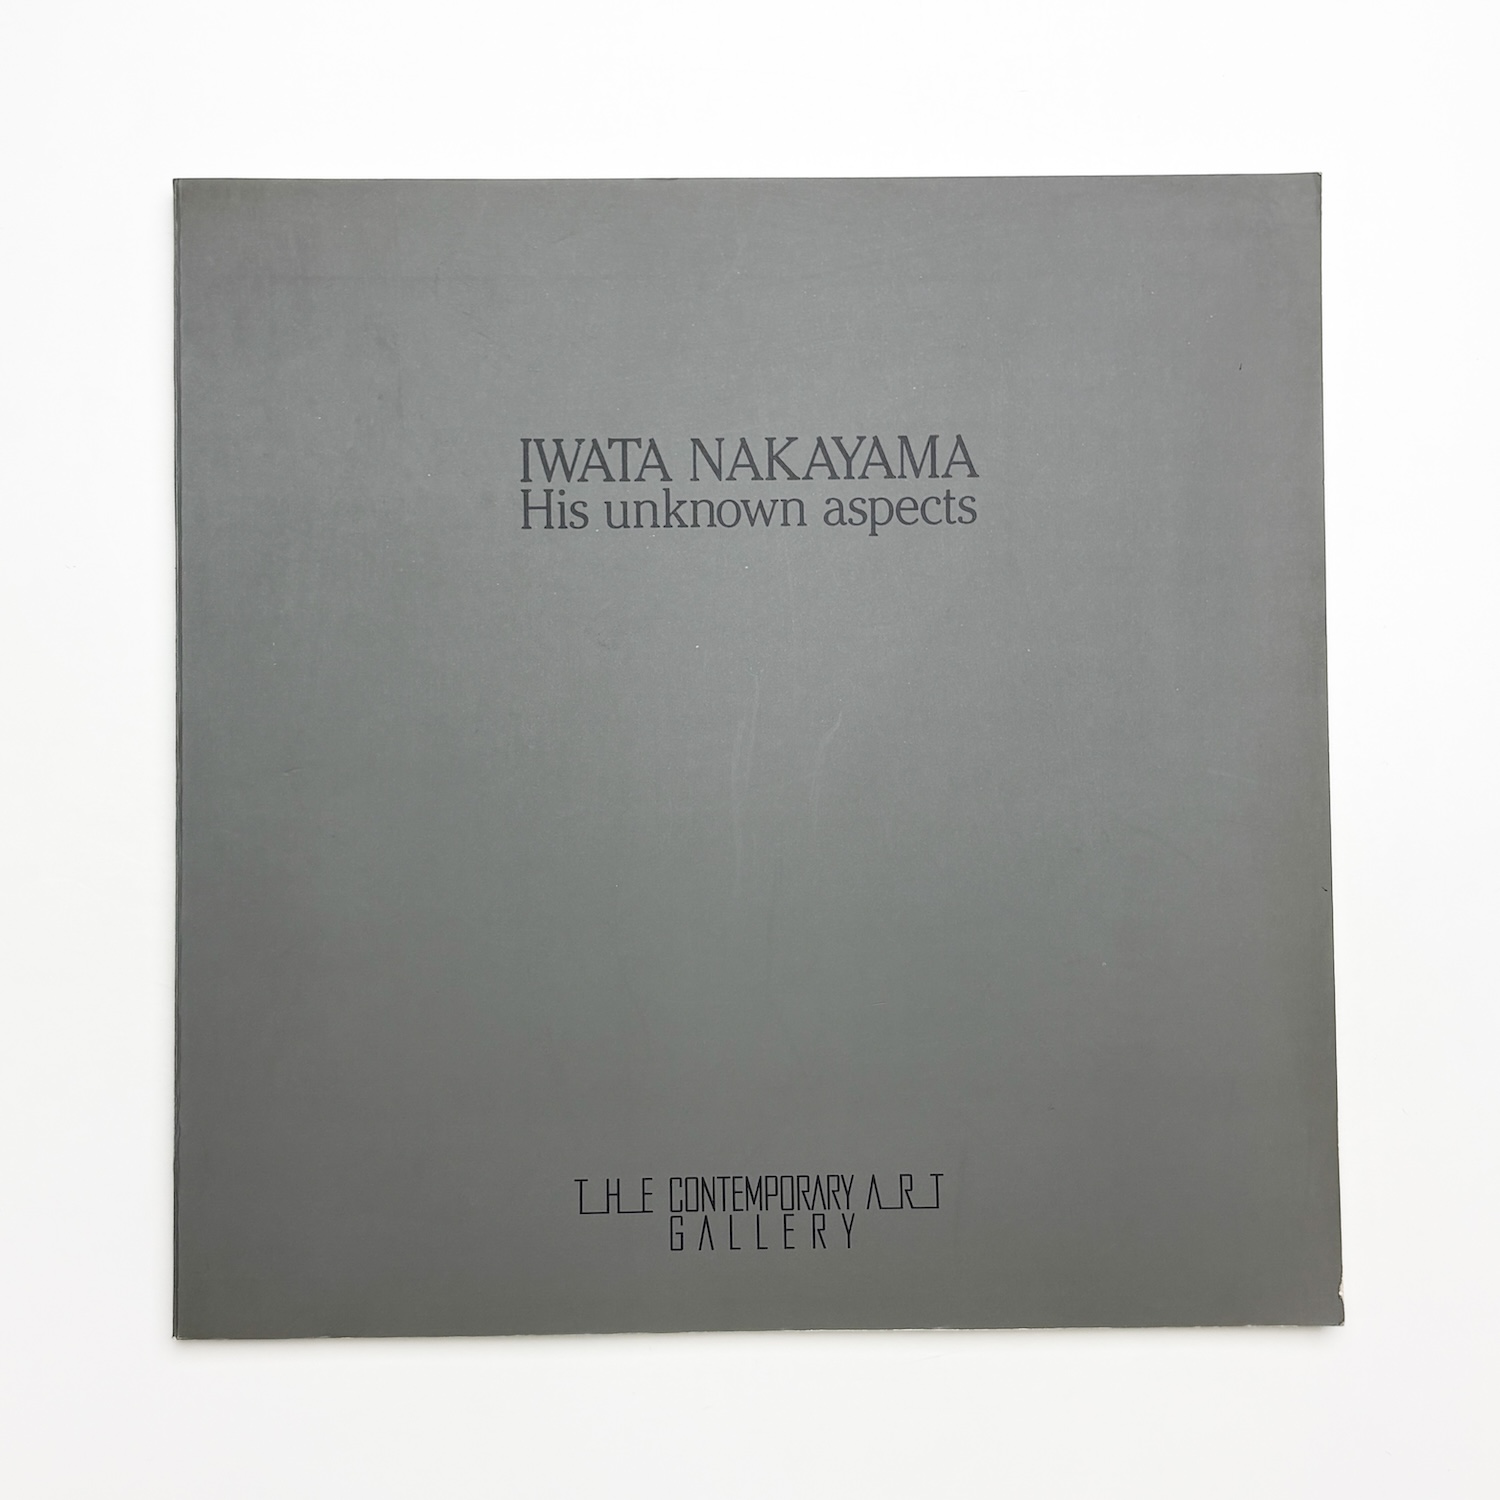 IWATA NAKAYAMA
His unknown aspects
THE CONTEMPORARY ART
GALLERY